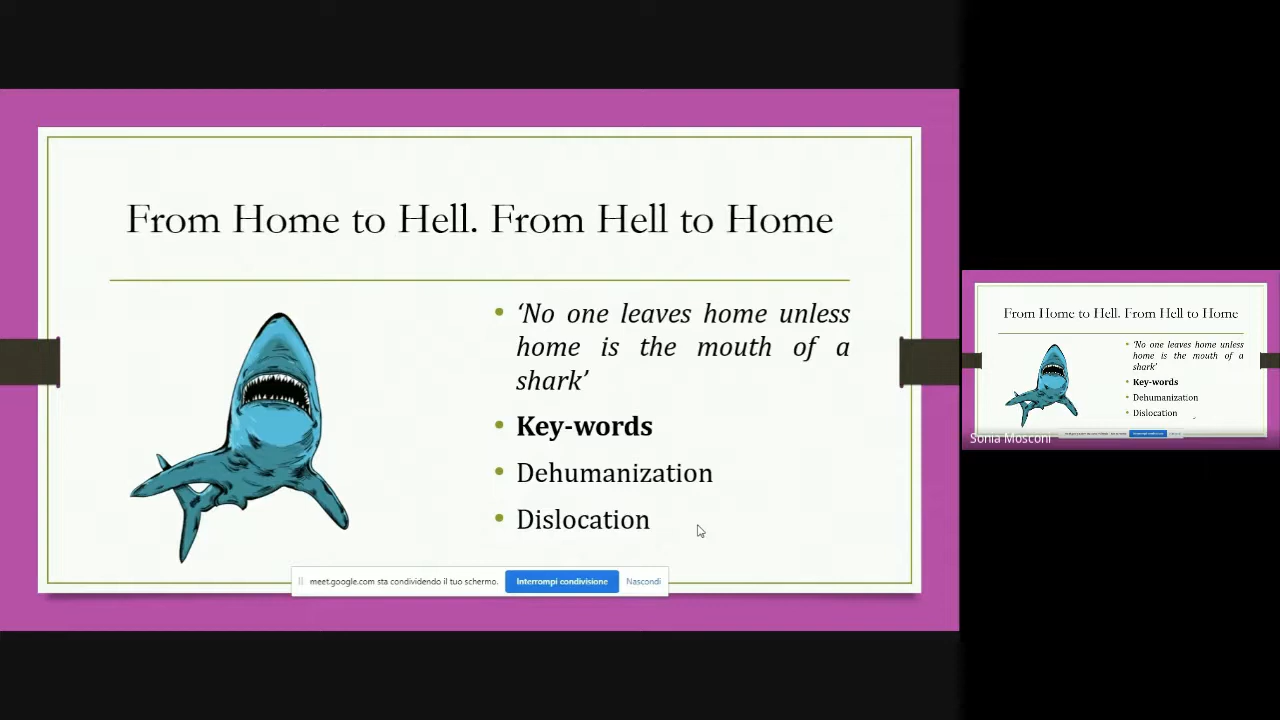 From Home to Hell. From Hell to Home
‘No one leaves home unless
home is the mouth of a
shark’
Key-words
Dehumanization
Dislocation
meet.google.com sta condividendo il tuo schermo.
Interrompi condivisione
Nascondi
From Home to Hell. From Hell to Home
‘No one leaves home unless
home is the mouth of a
shark’
Key-words
Dehumanization
Dislocation
Interrompi condivisione
Sonia Mosconi